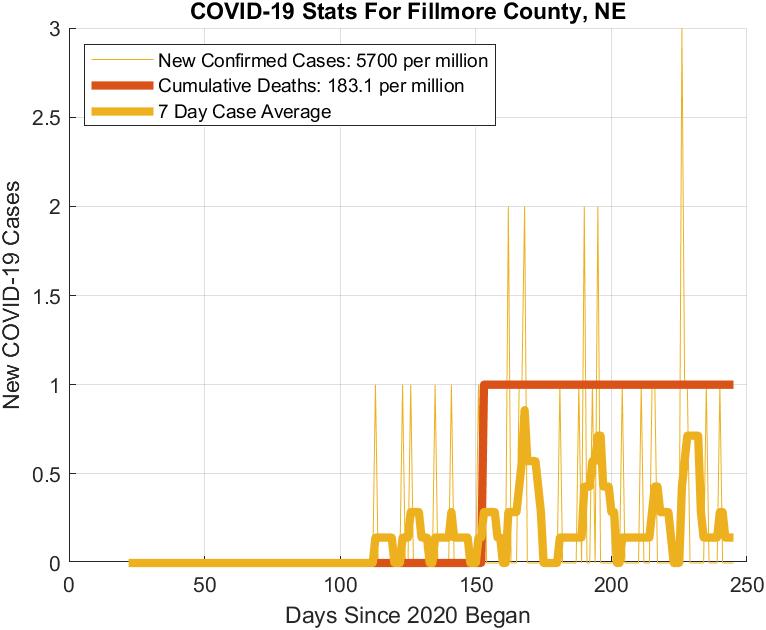 COVID-19 Stats For Fillmore County, NE
New Confirmed Cases: 5700 per million
Cumulative Deaths: 183.1 per million
7 Day Case Average
New COVID-19 Cases
3
2.5
2
1.5
1
0.5
0
0 50 100 150 200 250
Days Since 2020 Began